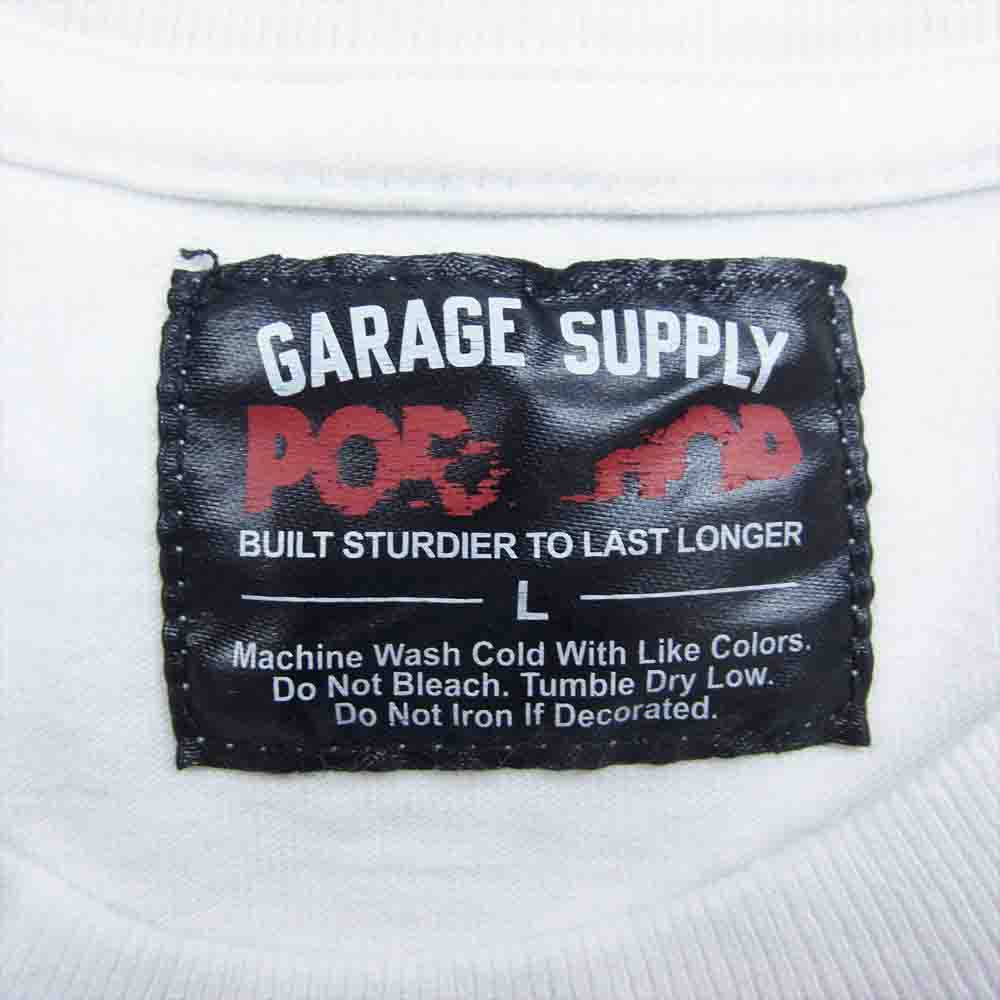 GARAGE SUPPLY
BUILT STURDIER TO LAST LONGER
L
Machine Wash Cold With Like Colors.
Do Not Bleach. Tumble Dry Low.
Do Not Iron If Decorated.